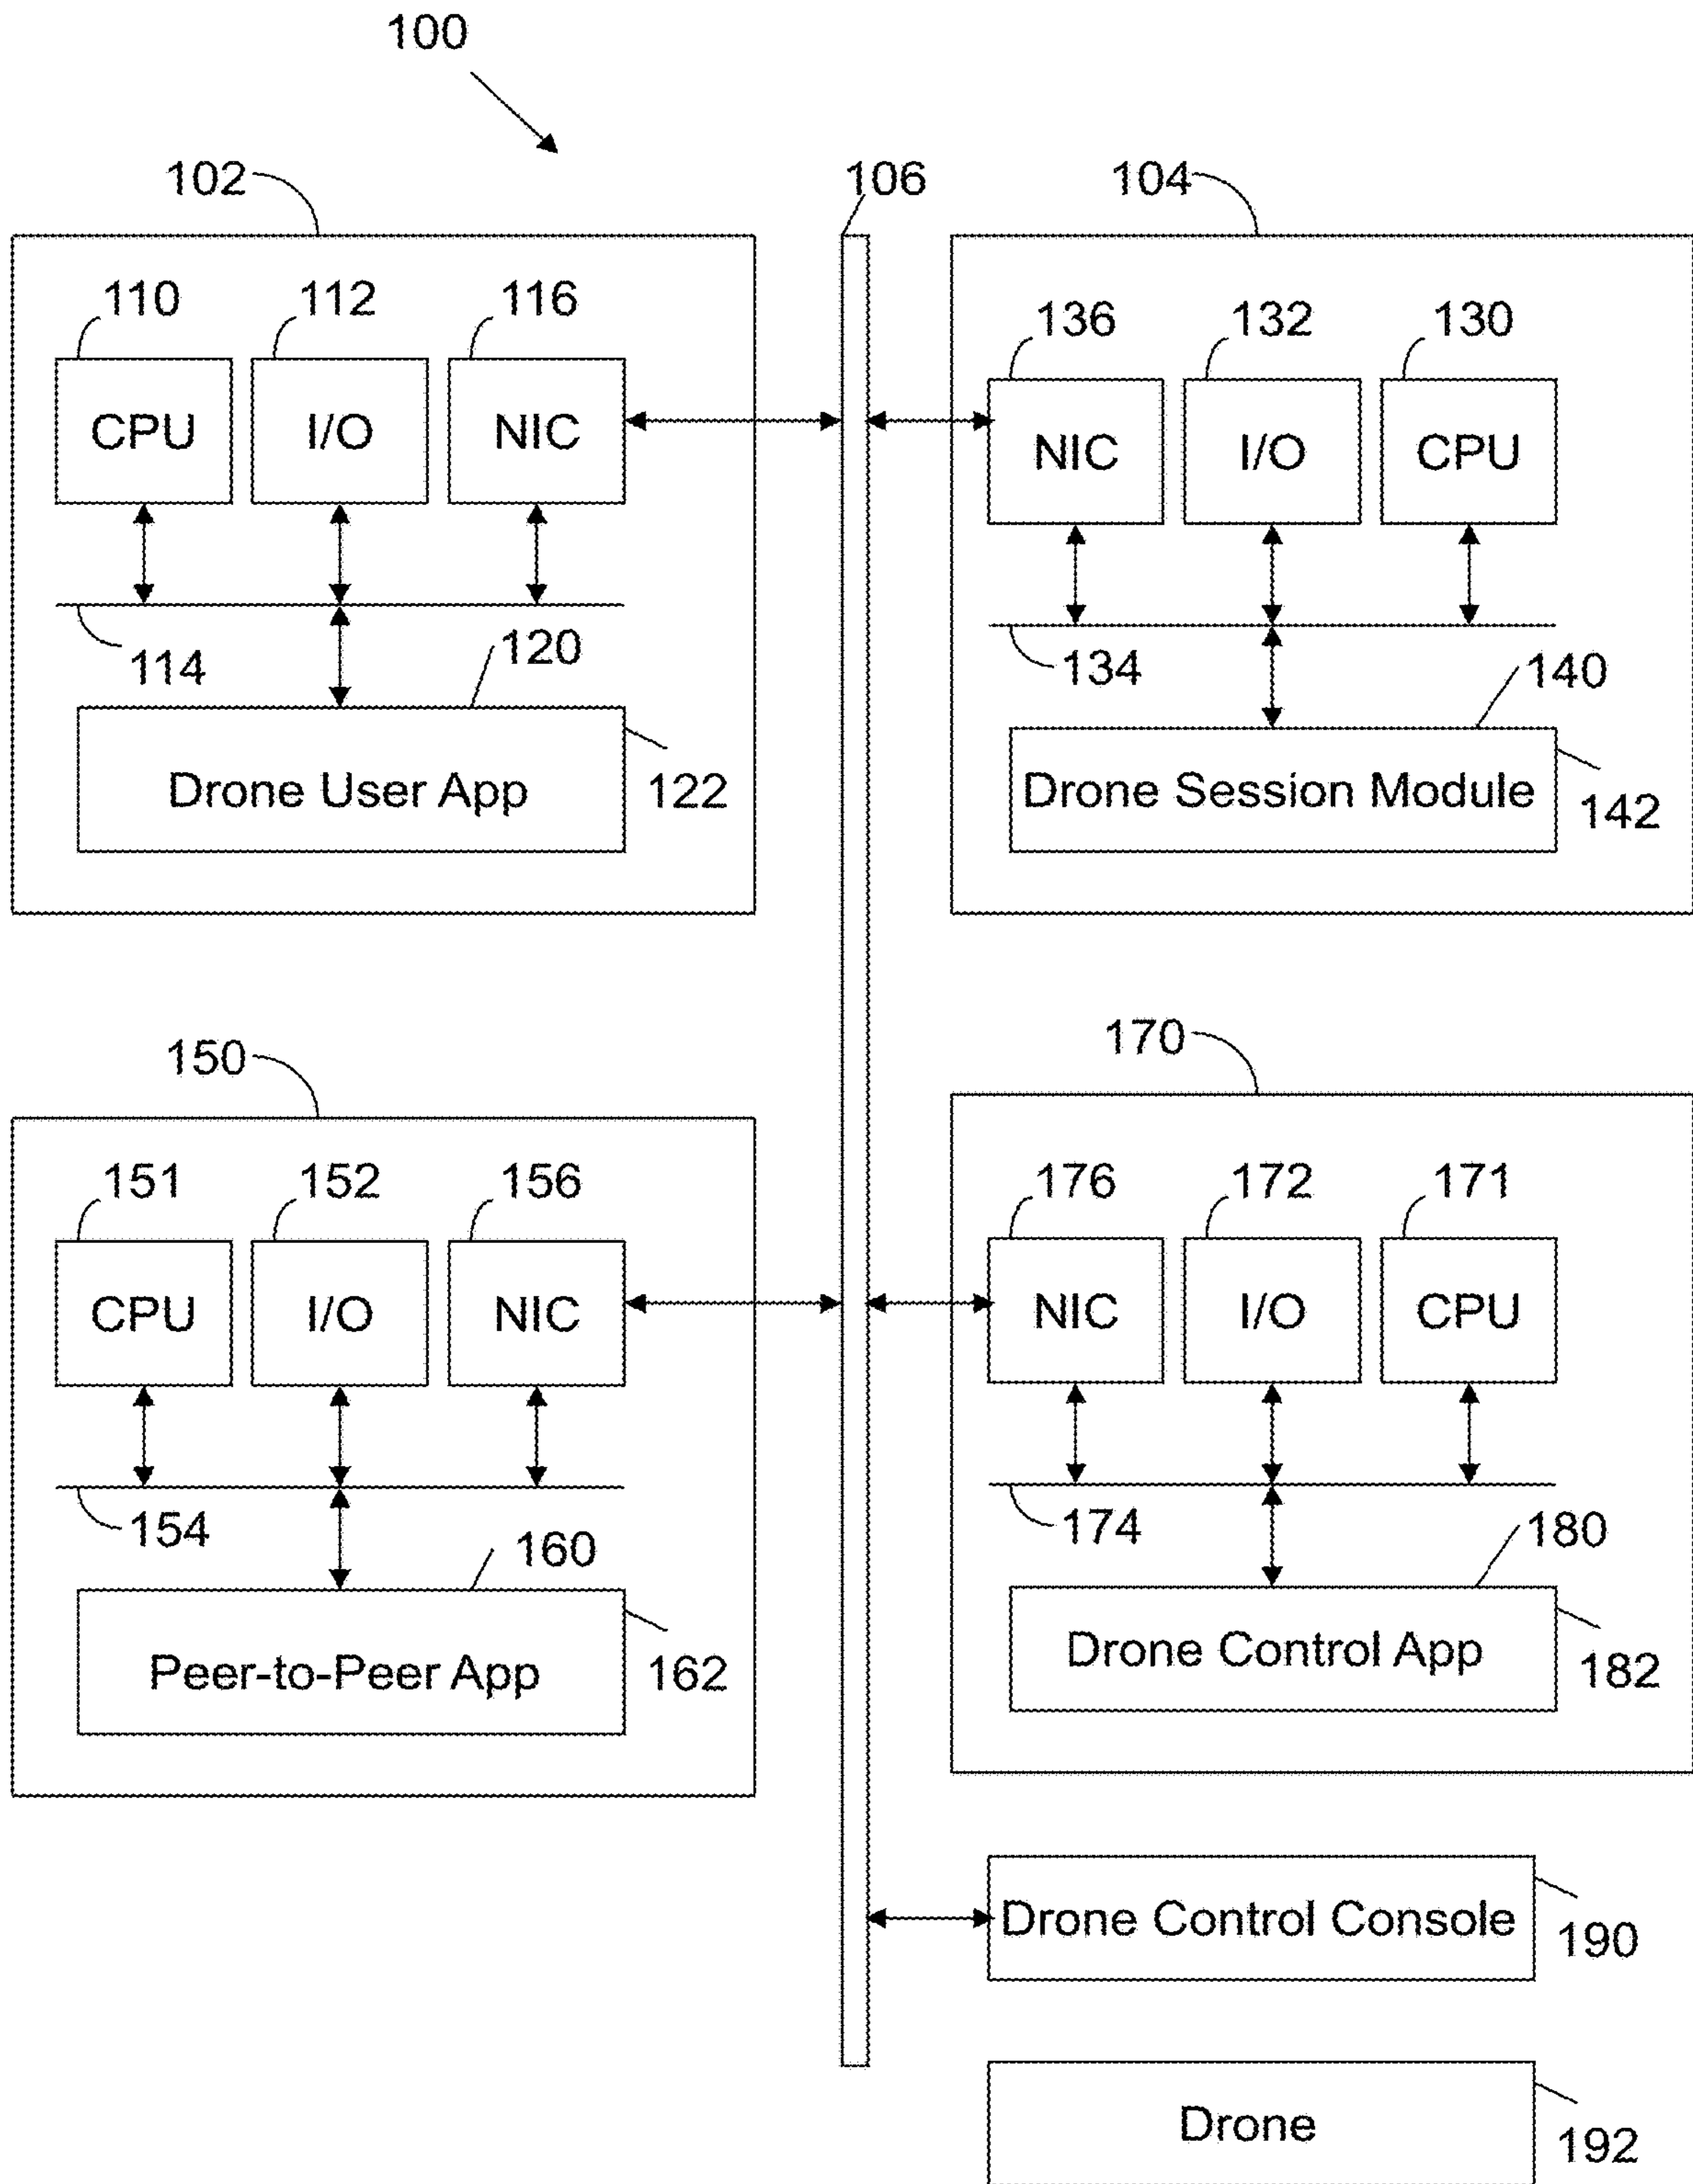 100
102
106
104
110 112 116
136 132 130
CPU I/O NIC
NIC I/O CPU
114 120
134 140
Drone User App 122
Drone Session Module 142
150
170
151 152 156
176 172 171
CPU I/O NIC
NIC I/O CPU
154 160
174 180
Peer-to-Peer App 162
Drone Control App 182
Drone Control Console 190
Drone 192